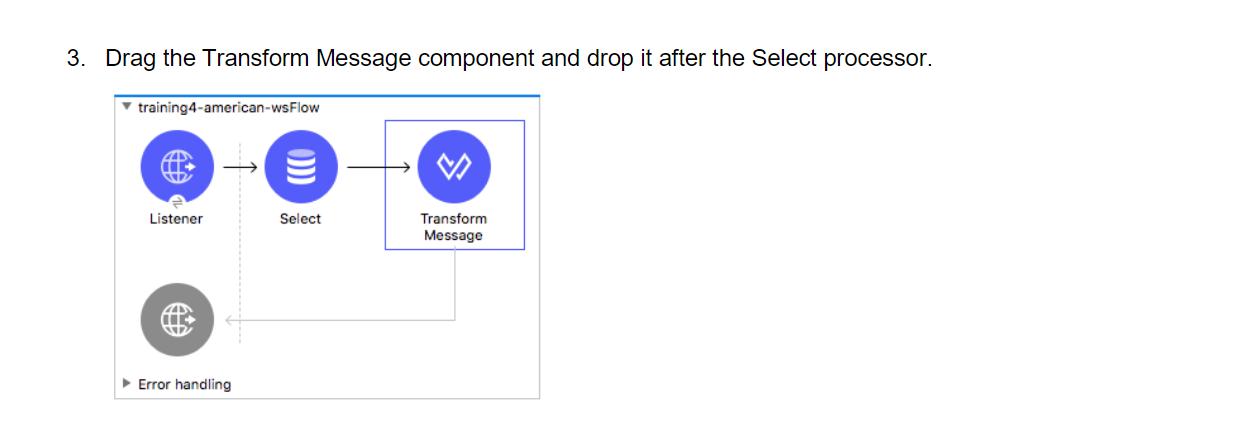 3. Drag the Transform Message component and drop it after the Select processor.
training4-american-wsFlow
Listener
Select
Transform
Message
Error handling